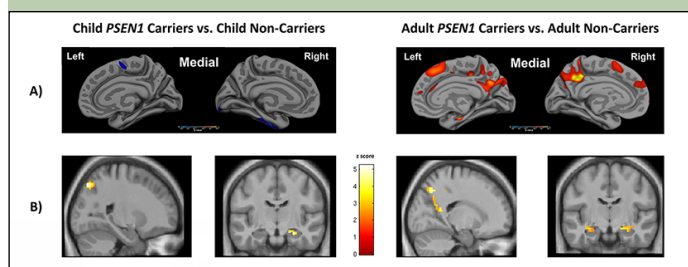 Child PSEN1 Carriers vs. Child Non-Carriers
Adult PSEN1 Carriers vs. Adult Non-Carriers
A)
Left
Medial
Right
Left
Medial
Right
B)
z score
5
4
3
2
1
0